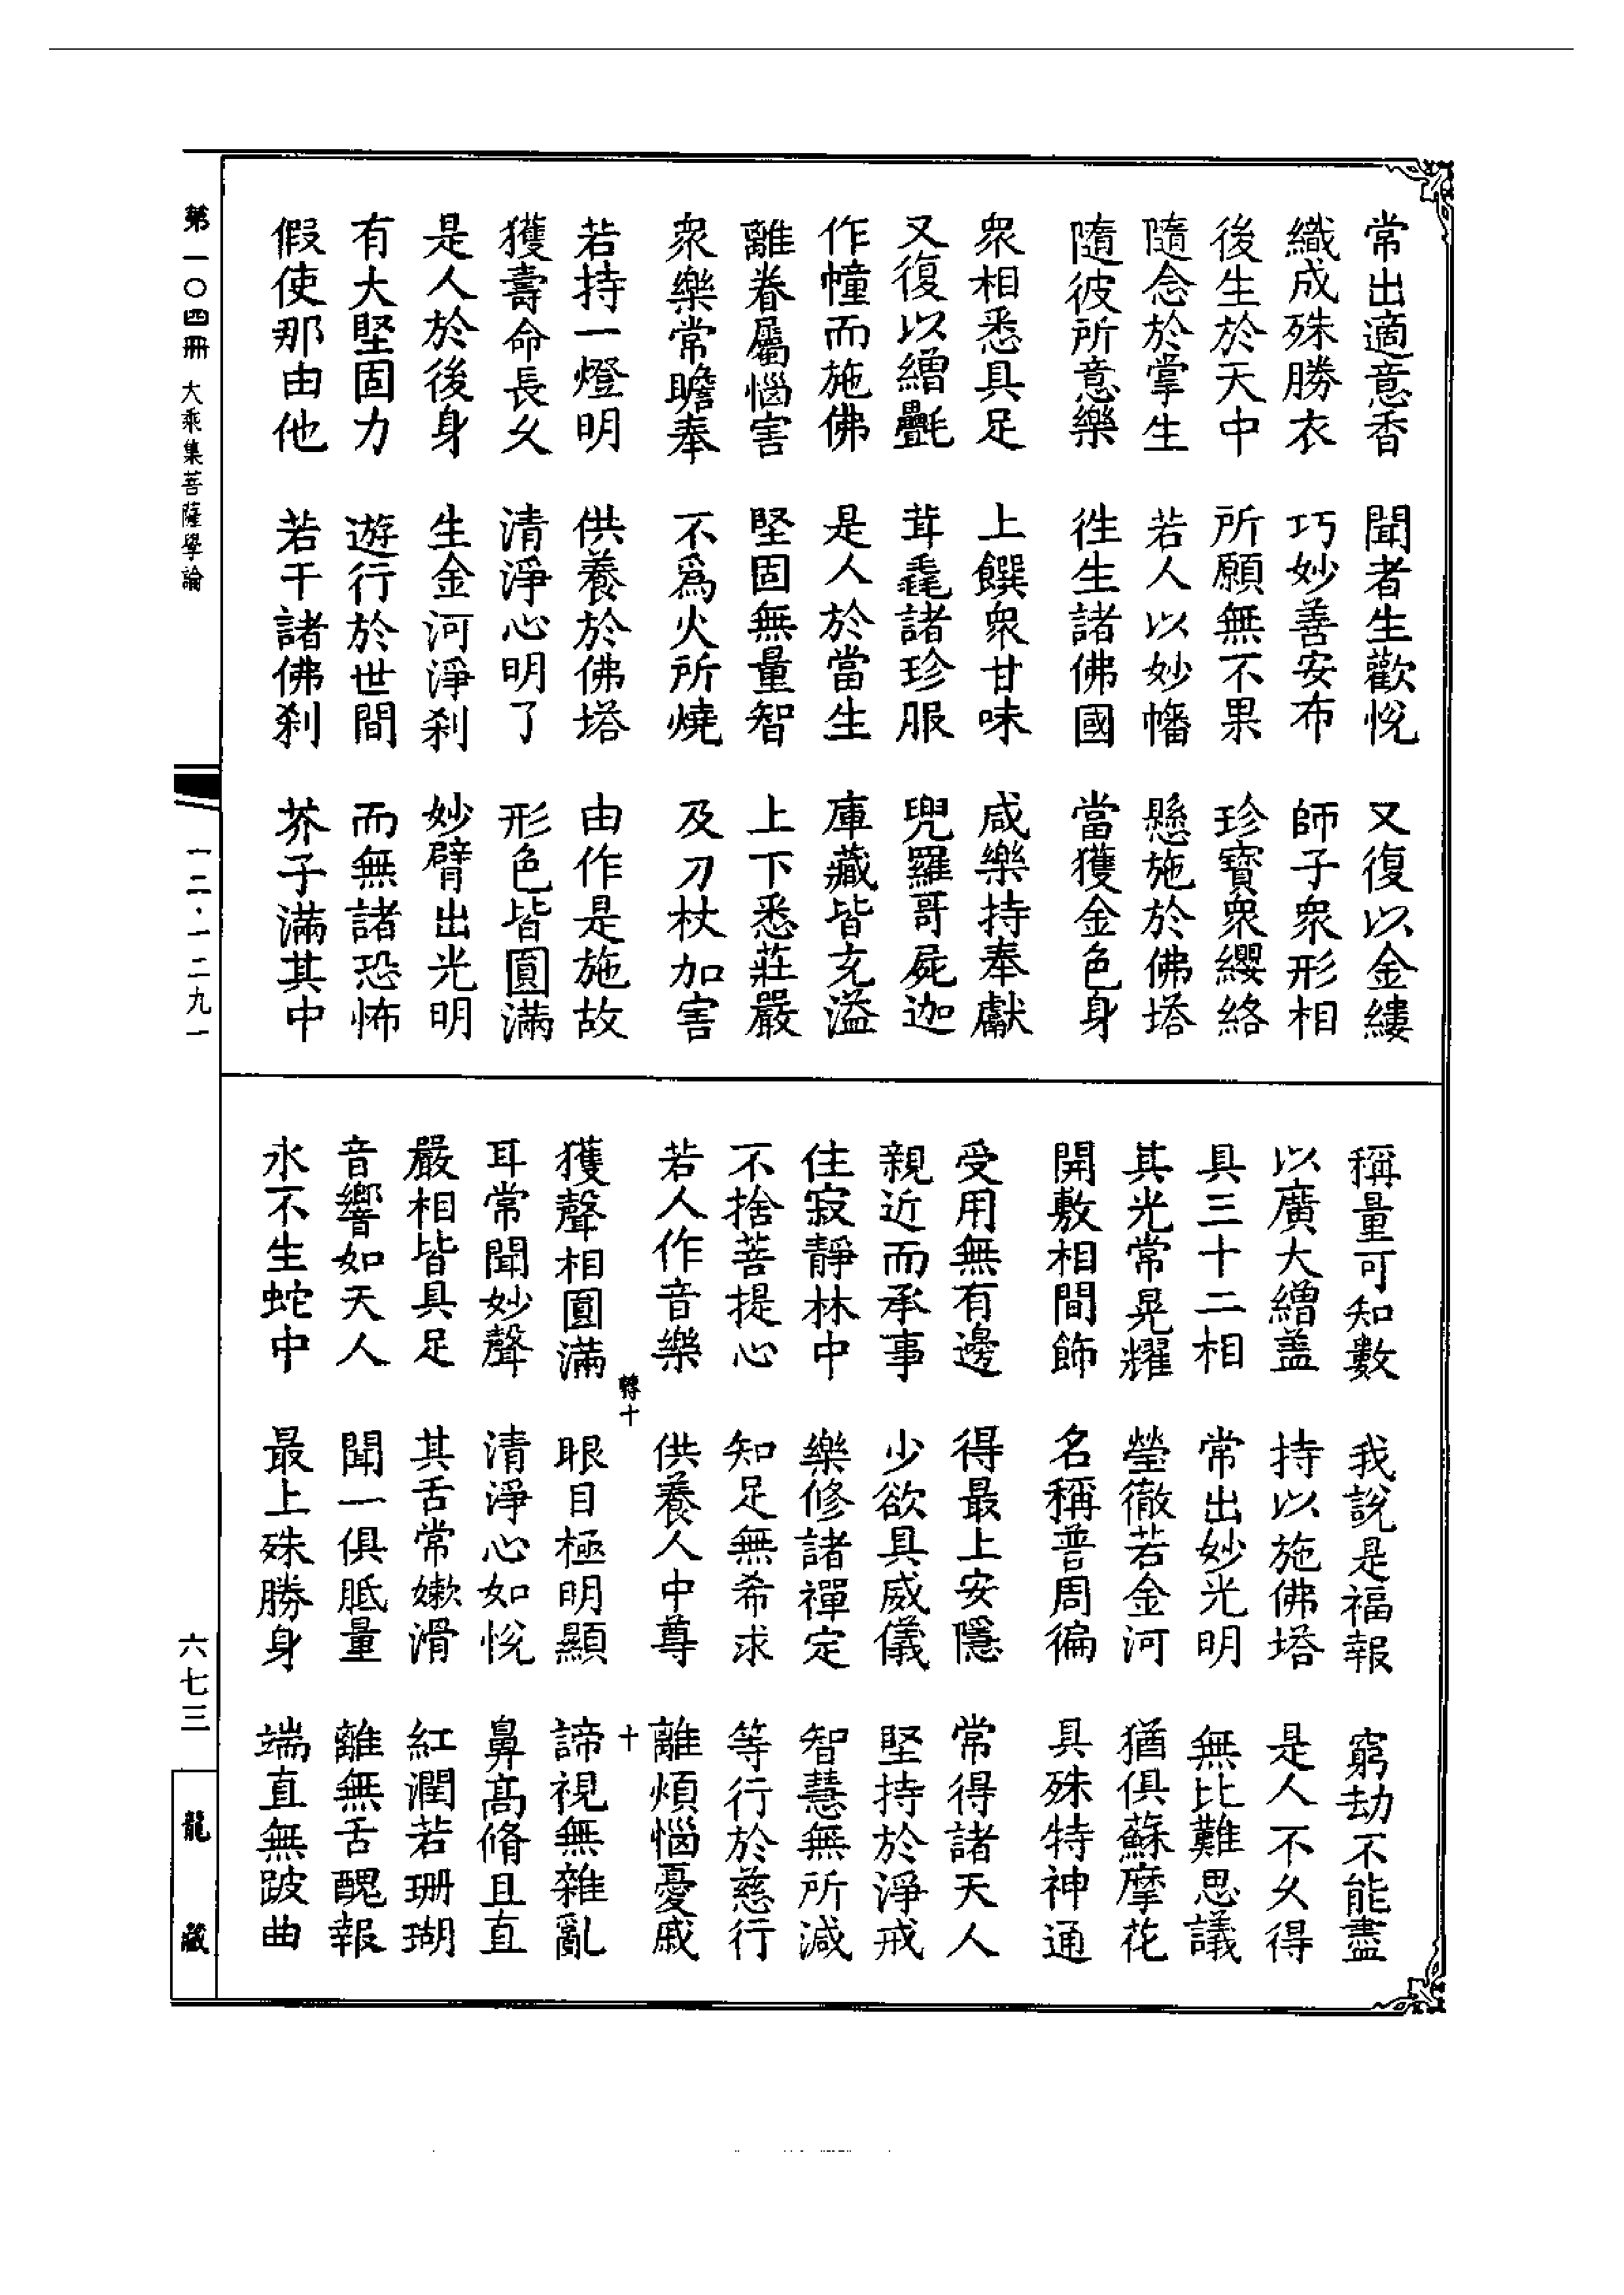 常出適意香　聞者生歡悅　又復以金縷
織成殊勝衣　巧妙善安布　師子衆形相
後生於天中　所願無不果　珍寶衆纓絡
隨念於掌生　若人以妙幡　懸施於佛塔
隨彼所意樂　徃生諸佛國　當獲金色身
衆相悉具足　上饌衆甘味　咸樂持奉獻
又復以繒氎　茸毳諸珍服　兜羅哥屍迦
作幢而施佛　是人於當生　庫藏皆充溢
離眷屬惱害　堅固無量智　上下悉莊嚴
衆樂常瞻奉　不爲火所燒　及刀杖加害
若持一燈明　供養於佛塔　由作是施故
獲壽命長久　清淨心明了　形色皆圓滿
是人於後身　生金河淨刹　妙臂出光明
有大堅固力　遊行於世間　而無諸恐怖
假使那由他　若干諸佛刹　芥子滿其中
稱量可知數　我說是福報　窮劫不能盡
以廣大繒盖　持以施佛塔　是人不久得
具三十二相　常出妙光明　無比難思議
其光常晃耀　瑩徹若金河　猶俱蘇摩花
開敷相間飾　名稱普周徧　具殊特神通
受用無有邊　得最上安隱　常得諸天人
親近而承事　少欲具威儀　堅持於淨戒
住寂靜林中　樂修諸禪定　智慧無所減
不捨菩提心　知足無希求　等行於慈行
若人作音樂　供養人中尊　離煩惱憂戚
轉十　十
獲聲相圓滿　眼目極明顯　諦視無雜亂
耳常聞妙聲　清淨心如悅　鼻高脩且直
嚴相皆具足　其舌常嫰滑　紅潤若珊瑚
音響如天人　聞一俱胝量　離無舌醜報
永不生蛇中　最上殊勝身　端直無跛曲
第一〇四冊　大乘集菩薩學論
一二·一二九一
六七三
龍藏